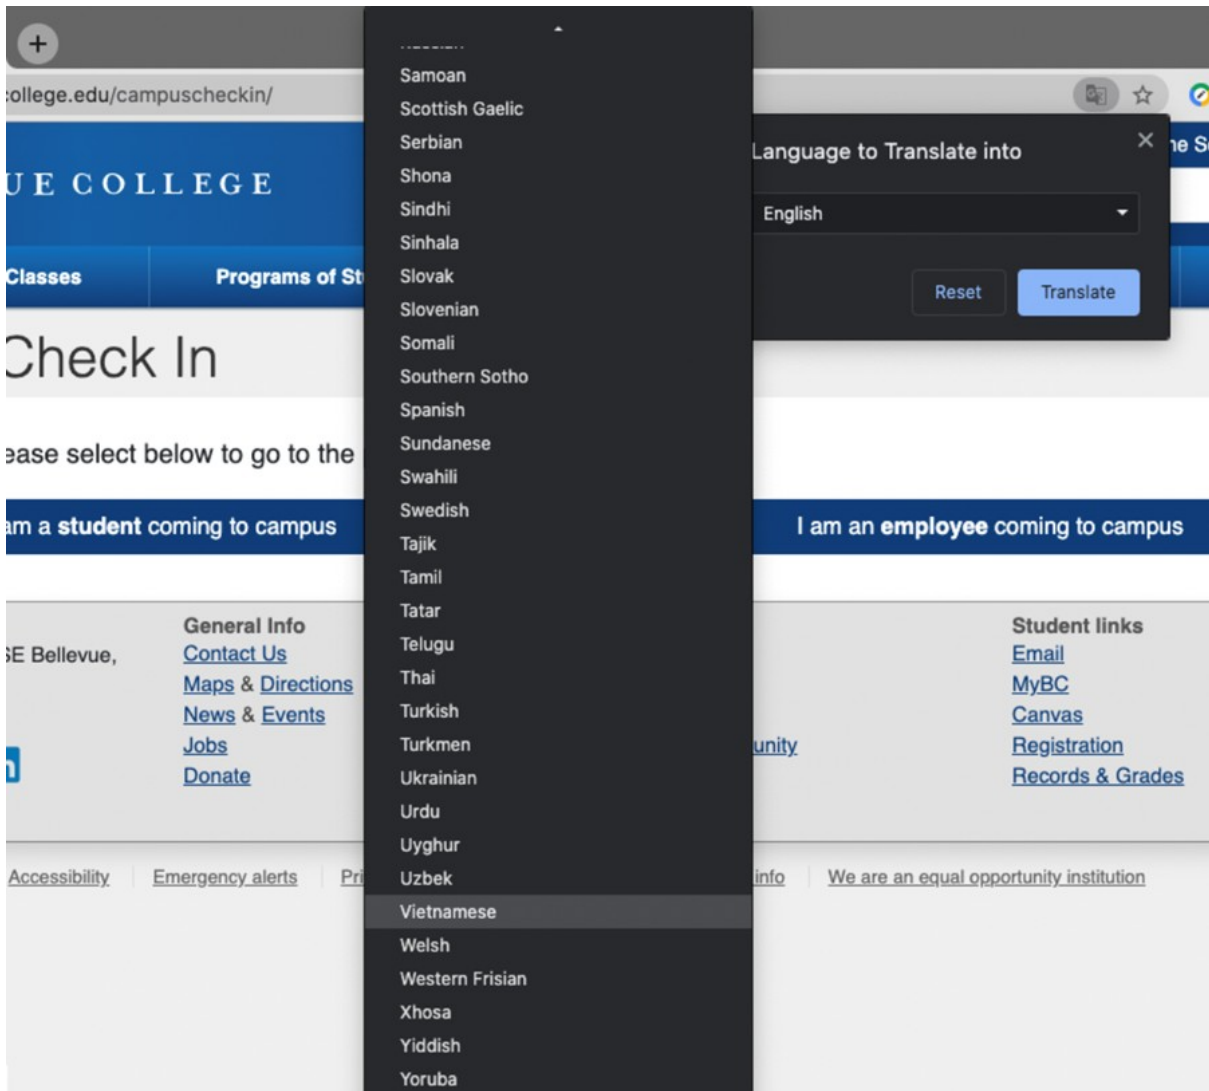 college.edu/campuscheckin/
UE COLLEGE
Classes
Programs of
Check In
ease select below to go to the
am a student coming to campus
I am an employee coming to campus
SE Bellevue,
General Info
Contact Us
Maps & Directions
News & Events
Jobs
Donate
unity
Student links
Email
MyBC
Canvas
Registration
Records & Grades
Accessibility
Emergency alerts
info
We are an equal opportunity institution
Samoan
Scottish Gaelic
Serbian
Shona
Sindhi
Sinhala
Slovak
Slovenian
Somali
Southern Sotho
Spanish
Sundanese
Swahili
Swedish
Tajik
Tamil
Tatar
Telugu
Thai
Turkish
Turkmen
Ukrainian
Urdu
Uyghur
Uzbek
Vietnamese
Welsh
Western Frisian
Xhosa
Yiddish
Yoruba
Language to Translate into
English
Reset
Translate